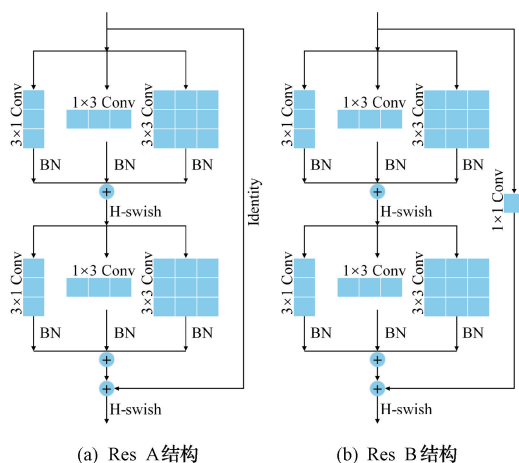 3×1 Conv
1×3 Conv
3×3 Conv
BN
BN
BN
H-swish
3×1 Conv
1×3 Conv
3×3 Conv
BN
BN
BN
H-swish
Identity
(a) Res A结构
3×1 Conv
1×3 Conv
3×3 Conv
BN
BN
BN
H-swish
3×1 Conv
1×3 Conv
3×3 Conv
BN
BN
BN
H-swish
1×1 Conv
(b) Res B结构